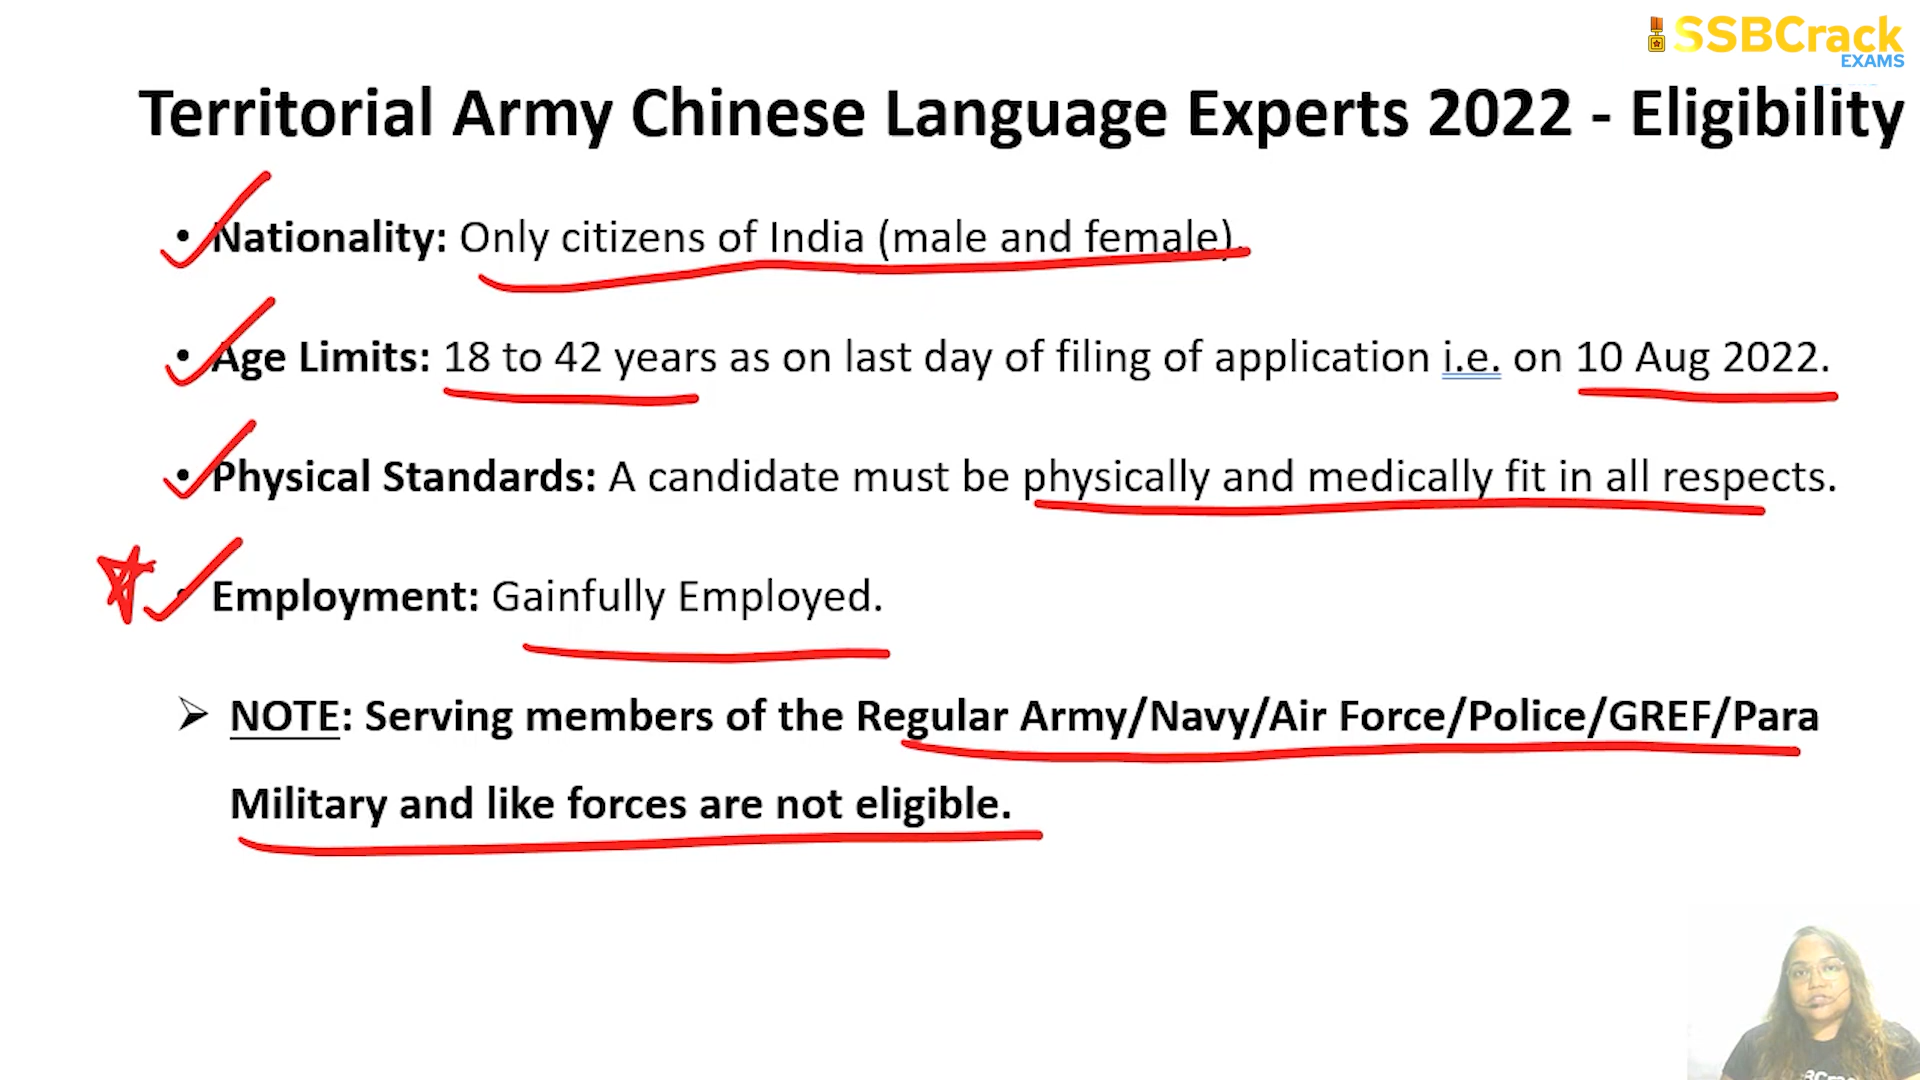 SSBCrack
EXAMS
Territorial Army Chinese Language Experts 2022 - Eligibility
• Nationality: Only citizens of India (male and female).
• Age Limits: 18 to 42 years as on last day of filing of application i.e. on 10 Aug 2022.
• Physical Standards: A candidate must be physically and medically fit in all respects.
• Employment: Gainfully Employed.
➢ NOTE: Serving members of the Regular Army/Navy/Air Force/Police/GREF/Para
Military and like forces are not eligible.